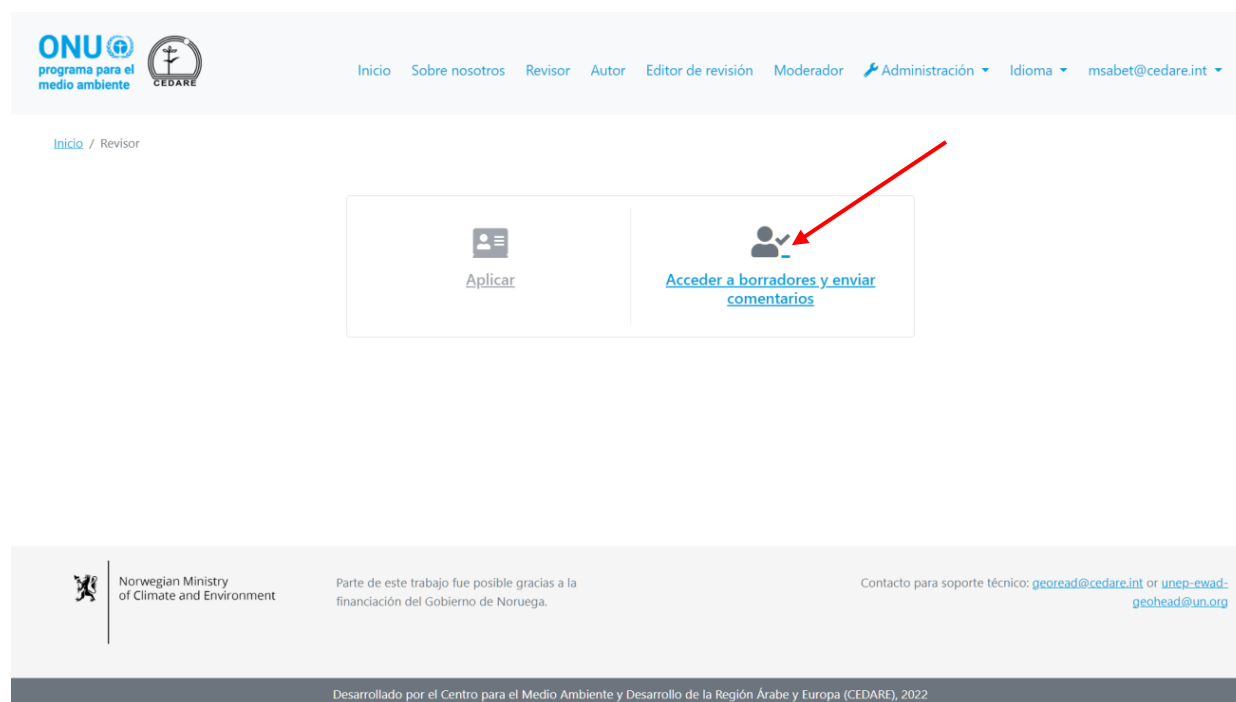 ONU
programa para el
medio ambiente
CEDARE
Inicio Sobre nosotros Revisor Autor Editor de revisión Moderador Administración Idioma msabet@cedare.int
Inicio / Revisor
Aplicar
Acceder a borradores y enviar
comentarios
Norwegian Ministry
of Climate and Environment
Parte de este trabajo fue posible gracias a la
financiación del Gobierno de Noruega.
Contacto para soporte técnico: georead@cedare.int or unep-ewad-
geohead@un.org
Desarrollado por el Centro para el Medio Ambiente y Desarrollo de la Región Árabe y Europa (CEDARE), 2022